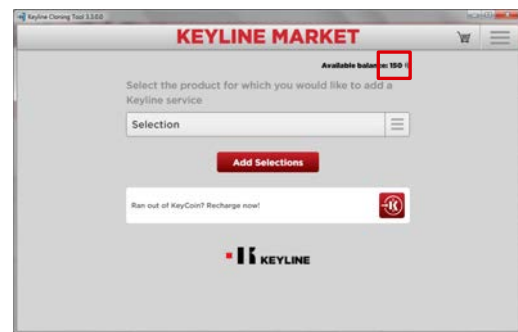 Keyline Cloning Tool 3.3.0.0
KEYLINE MARKET
Available balance: 150
Select the product for which you would like to add a
Keyline service
Selection
Add Selections
Ran out of KeyCoin? Recharge now!
KEYLINE